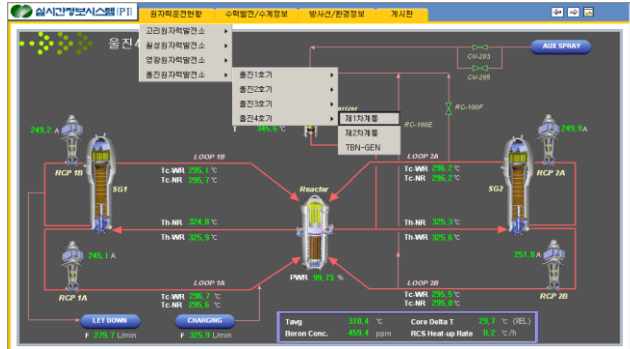 실시간정보시스템(PI)
원자력운전현황 수력발전/수계정보 방사선/환경정보 게시판
울진4
고리원자력발전소
월성원자력발전소
영광원자력발전소
울진원자력발전소
울진1호기
울진2호기
울진3호기
울진4호기
제1차계통
제2차계통
TBN-GEN
AUX SPRAY
CV-203
CV-205
RC-100E
RC-100F
T 345,6 ℃
249,2 A
RCP 1B
SG1
LOOP 1B
Tc-WR 295,1 ℃
Tc-NR 295,7 ℃
LOOP 2A
Tc-WR 296,2 ℃
Tc-NR 296,2 ℃
249,9 A
RCP 2A
SG2
Reactor
Th-NR 324,8 ℃
Th-WR 325,9 ℃
Th-NR 325,3 ℃
Th-WR 325,6 ℃
245,1 A
RCP 1A
LOOP 1A
Tc-WR 296,7 ℃
Tc-NR 295,6 ℃
PWR 99,73 %
LOOP 2B
Tc-WR 295,5 ℃
Tc-NR 295,8 ℃
251,8 A
RCP 2B
LET DOWN
F 279,7 L/min
CHARGING
F 325,9 L/min
Tavg 310,4 ℃ Core Delta T 29,7 ℃ (REL)
Boron Conc. 459,4 ppm RCS Heat-up Rate 0,2 ℃/h